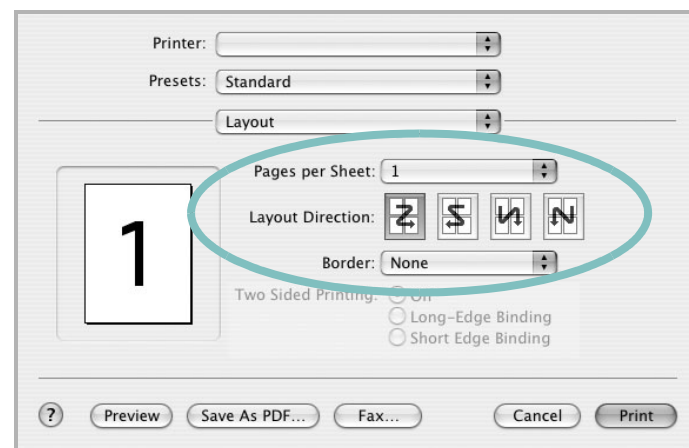 Printer:
Presets: Standard
Layout
Pages per Sheet: 1
Layout Direction:
1
Border: None
Two Sided Printing: Off
Long-Edge Binding
Short Edge Binding
? Preview Save As PDF... Fax... Cancel Print